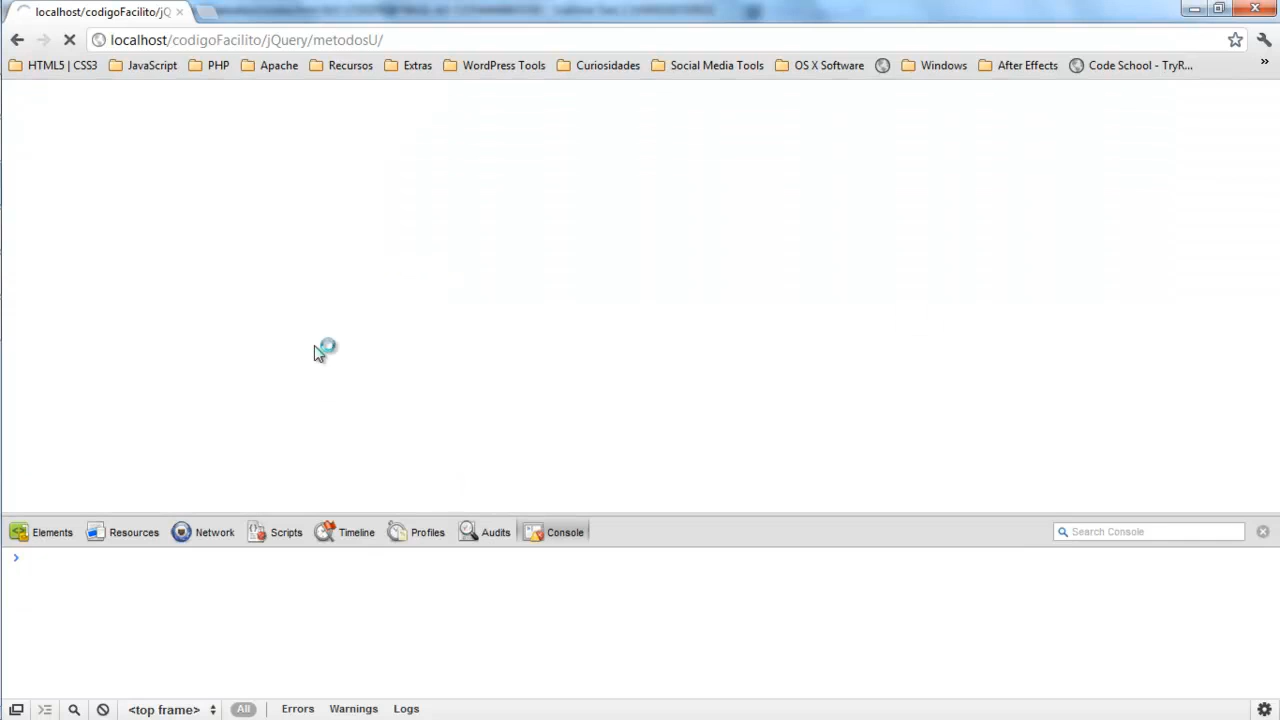 localhost/codigoFacilito/jQ
localhost/codigoFacilito/jQuery/metodosU/
HTML5 | CSS3 JavaScript PHP Apache Recursos Extras WordPress Tools Curiosidades Social Media Tools OS X Software Windows After Effects Code School - TryR... »
Elements Resources Network Scripts Timeline Profiles Audits Console Search Console
<top frame> All Errors Warnings Logs